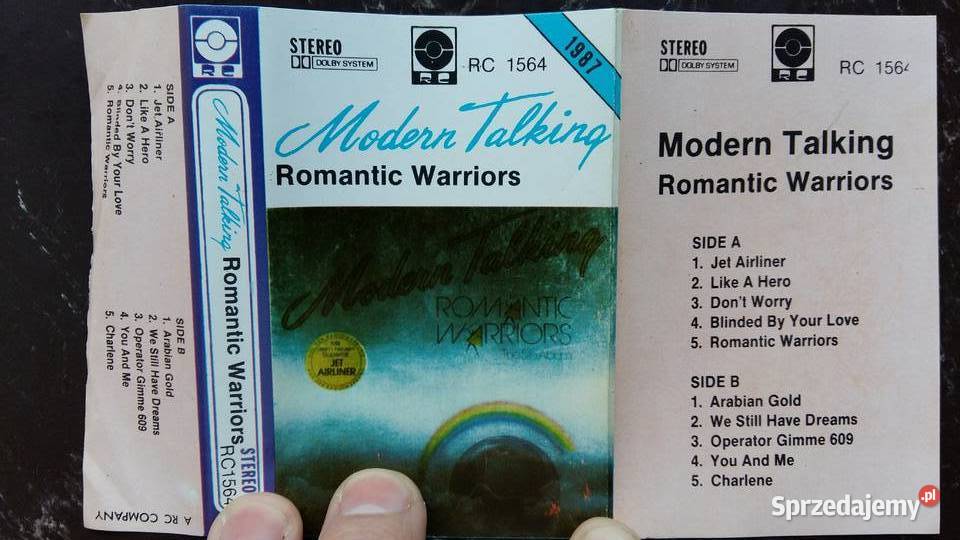 SIDE A
1. Jet Airliner
2. Like A Hero
3. Don't Worry
4. Blinded By Your Love
5. Romantic Warriors
SIDE B
1. Arabian Gold
2. We Still Have Dreams
3. Operator Gimme 609
4. You And Me
5. Charlene
A RC COMPANY
RC
Modern Talking Romantic Warriors
STEREO
RC1564
STEREO
DOLBY SYSTEM
RC
RC 1564
1987
Modern Talking
Romantic Warriors
Modern Talking
ROMANTIC
WARRIORS
JET
AIRLINER
STEREO
DOLBY SYSTEM
RC
RC 1564
Modern Talking
Romantic Warriors
SIDE A
1. Jet Airliner
2. Like A Hero
3. Don't Worry
4. Blinded By Your Love
5. Romantic Warriors
SIDE B
1. Arabian Gold
2. We Still Have Dreams
3. Operator Gimme 609
4. You And Me
5. Charlene
Sprzedajemy.pl